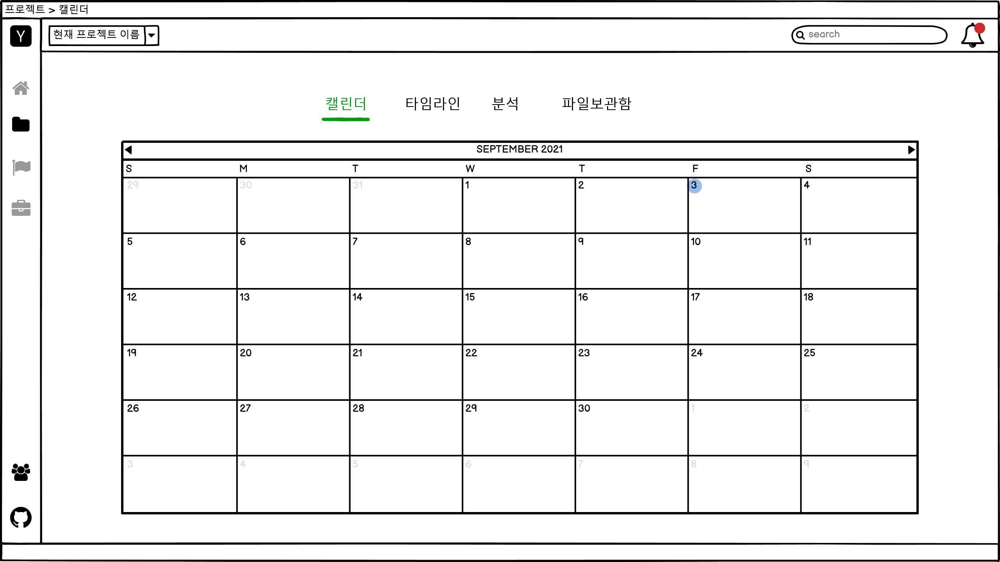 프로젝트 > 캘린더
Y
현재 프로젝트 이름
search
캘린더 타임라인 분석 파일보관함
SEPTEMBER 2021
S M T W T F S
29 30 31 1 2 3 4
5 6 7 8 9 10 11
12 13 14 15 16 17 18
19 20 21 22 23 24 25
26 27 28 29 30 1 2
3 4 5 6 7 8 9